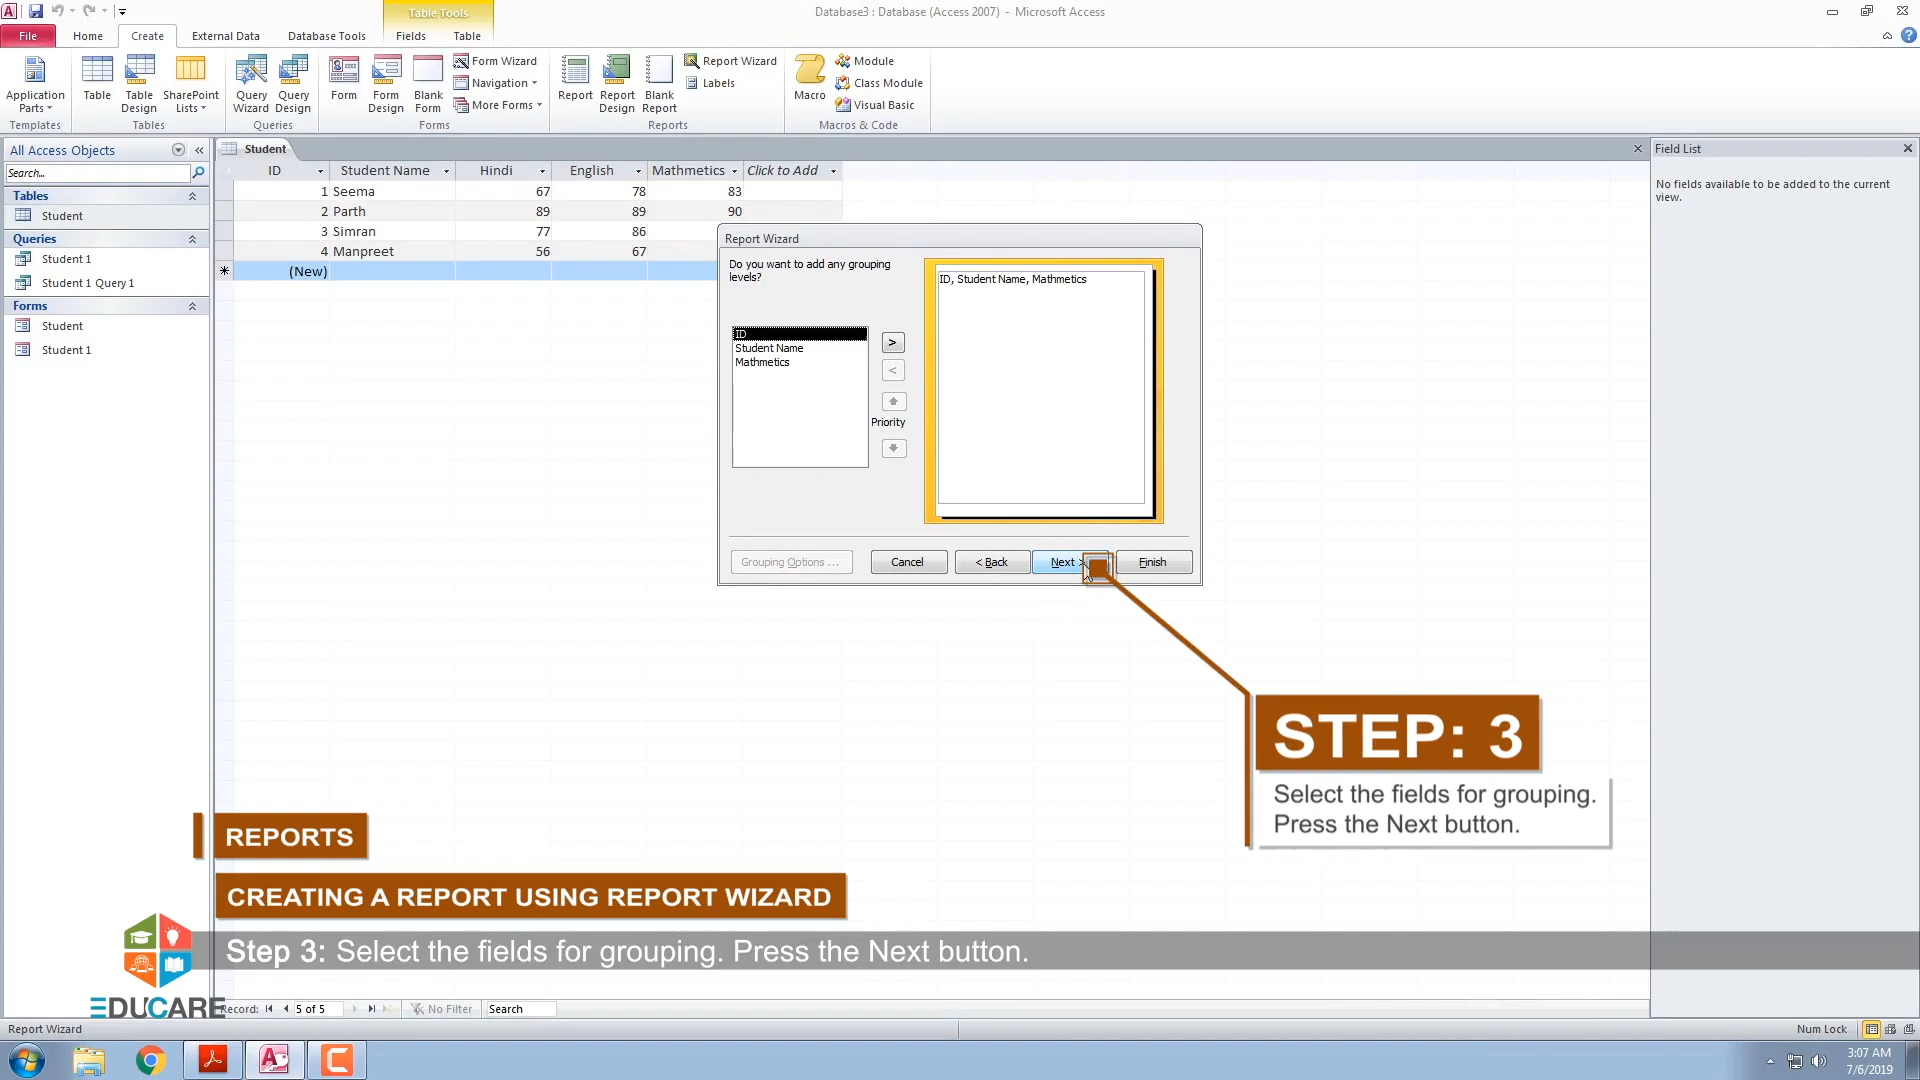 Table Tools
Database3 : Database (Access 2007) - Microsoft Access
File Home Create External Data Database Tools Fields Table
Application Parts
Table
Table Design
SharePoint Lists
Query Wizard
Query Design
Form
Form Design
Blank Form
Form Wizard
Navigation
More Forms
Report
Report Design
Blank Report
Report Wizard
Labels
Macro
Module
Class Module
Visual Basic
Templates Tables Queries Forms Reports Macros & Code
All Access Objects
Search...
Tables
Student
Queries
Student 1
Student 1 Query 1
Forms
Student
Student 1
Student
ID Student Name Hindi English Mathmetics Click to Add
1 Seema 67 78 83
2 Parth 89 89 90
3 Simran 77 86
4 Manpreet 56 67
(New)
Report Wizard
Do you want to add any grouping
levels?
ID
Student Name
Mathmetics
>
<
Priority
ID, Student Name, Mathmetics
Grouping Options ... Cancel < Back Next > Finish
Field List
No fields available to be added to the current
view.
STEP: 3
Select the fields for grouping.
Press the Next button.
REPORTS
CREATING A REPORT USING REPORT WIZARD
Step 3: Select the fields for grouping. Press the Next button.
EDUCARE
Record: 5 of 5 No Filter Search
Report Wizard
Num Lock
3:07 AM
7/6/2019